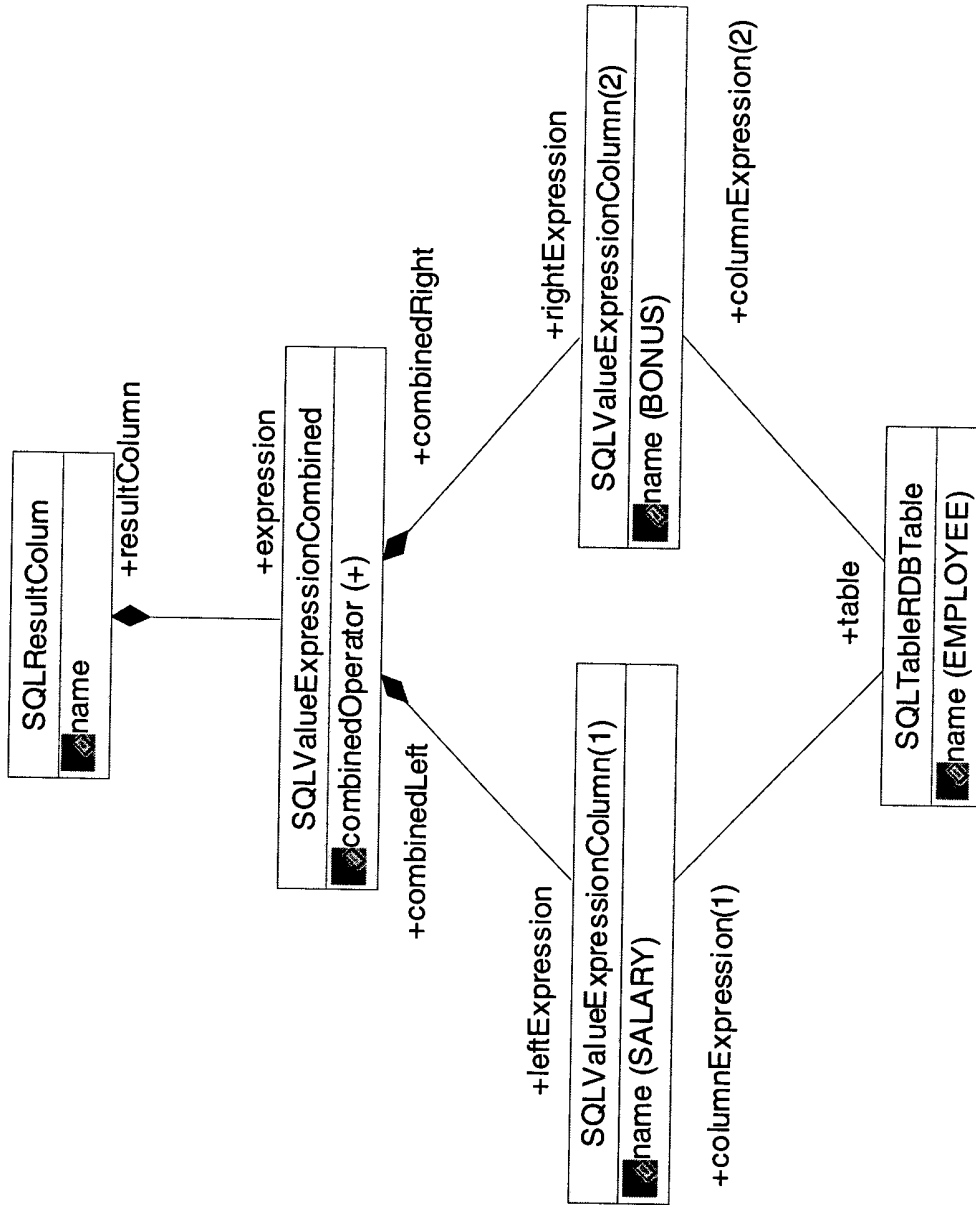 SQLResultColum
name
+resultColumn
+expression
SQLValueExpressionCombined
combinedOperator (+)
+combinedLeft
+combinedRight
+leftExpression
+rightExpression
SQLValueExpressionColumn(1)
name (SALARY)
SQLValueExpressionColumn(2)
name (BONUS)
+columnExpression(1)
+columnExpression(2)
+table
SQLTableRDBTable
name (EMPLOYEE)